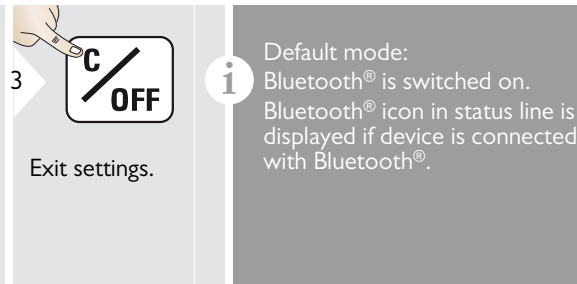 3
C
OFF
Exit settings.
i
Default mode:
Bluetooth® is switched on.
Bluetooth® icon in status line is
displayed if device is connected
with Bluetooth®.